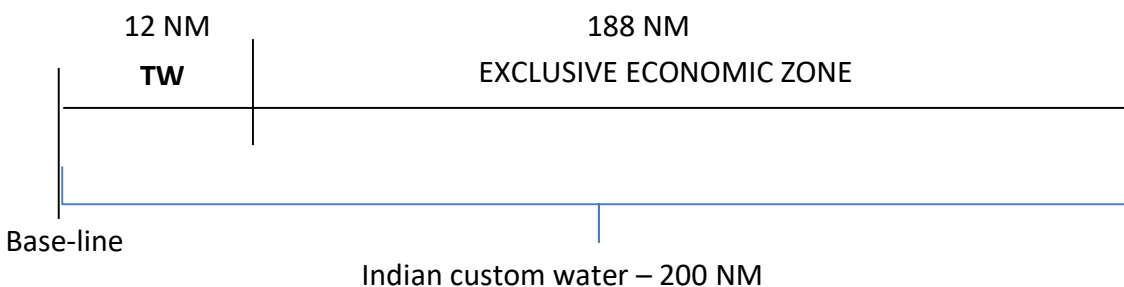 12 NM 188 NM
TW EXCLUSIVE ECONOMIC ZONE
Base-line
Indian custom water – 200 NM